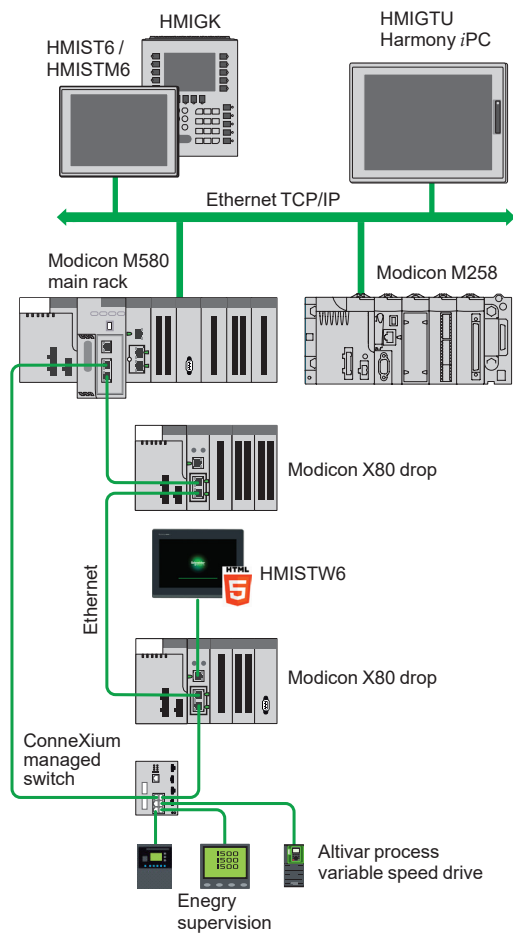 HMIGK
HMIST6 /
HMISTM6
HMIGTU
Harmony iPC
Ethernet TCP/IP
Modicon M580
main rack
Modicon M258
Modicon X80 drop
HTML
5
HMISTW6
Ethernet
Modicon X80 drop
ConneXium
managed
switch
1500
1500
1500
Altivar process
variable speed drive
Enegry
supervision